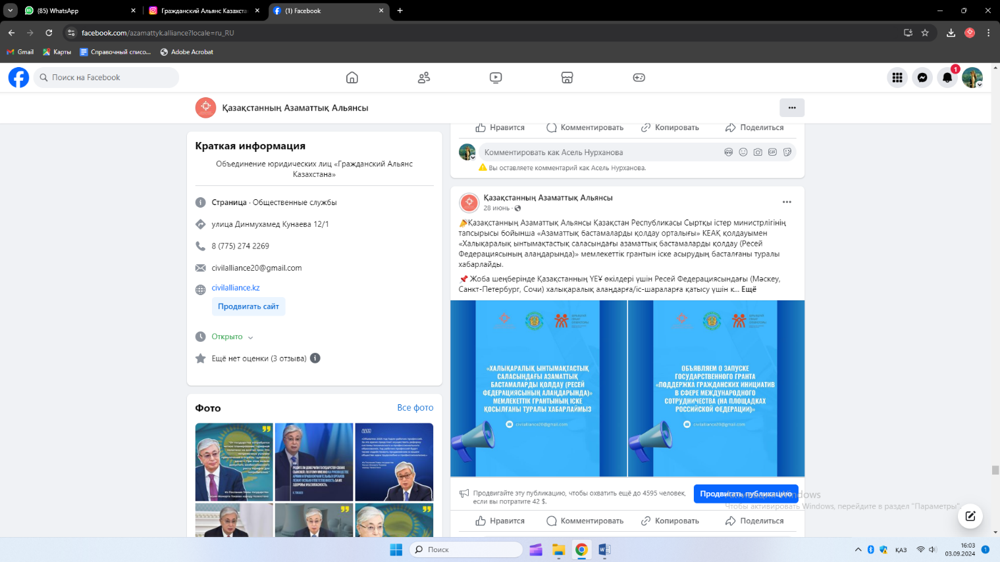 (85) WhatsApp
Гражданский Альянс Казахста
(1) Facebook
facebook.com/azamattyk.alliance?locale=ru_RU
Gmail
Карты
Справочный списо...
Adobe Acrobat
Поиск на Facebook
1
Қазақстанның Азаматтық Альянсы
Краткая информация
Объединение юридических лиц «Гражданский Альянс
Казахстана»
Страница · Общественные службы
улица Динмухамед Кунаева 12/1
8 (775) 274 2269
civilalliance20@gmail.com
civilalliance.kz
Продвигать сайт
Открыто
Ещё нет оценки (3 отзыва)
Фото
Все фото
Нравится
Комментировать
Копировать
Поделиться
Комментировать как Асель Нурханова
GIF
Вы оставляете комментарий как Асель Нурханова.
Қазақстанның Азаматтық Альянсы
28 июнь ·
Қазақстанның Азаматтық Альянсы Қазақстан Республикасы Сыртқы істер министрлігінің
тапсырысы бойынша «Азаматтық бастамаларды қолдау орталығы» КЕАҚ қолдауымен
«Халықаралық ынтымақтастық саласындағы азаматтық бастамаларды қолдау (Ресей
Федерациясының алаңдарында)» мемлекеттік грантын іске асырудың басталғаны туралы
хабарлайды.
Жоба шеңберінде Қазақстанның ҮЕҰ өкілдері үшін Ресей Федерациясындағы (Мәскеу,
Санкт-Петербург, Сочи) халықаралық алаңдарға/іс-шараларға қатысу үшін к... Ещё
«ХАЛЫҚАРАЛЫҚ ЫНТЫМАҚТАСТЫҚ
САЛАСЫНДАҒЫ АЗАМАТТЫҚ
БАСТАМАЛАРДЫ ҚОЛДАУ (РЕСЕЙ
ФЕДЕРАЦИЯСЫНЫҢ АЛАҢДАРЫНДА)»
МЕМЛЕКЕТТІК ГРАНТЫНЫҢ ІСКЕ
ҚОСЫЛҒАНЫ ТУРАЛЫ ХАБАРЛАЙМЫЗ
civilalliance20@gmail.com
ОБЪЯВЛЯЕМ О ЗАПУСКЕ
ГОСУДАРСТВЕННОГО ГРАНТА
«ПОДДЕРЖКА ГРАЖДАНСКИХ ИНИЦИАТИВ
В СФЕРЕ МЕЖДУНАРОДНОГО
СОТРУДНИЧЕСТВА (НА ПЛОЩАДКАХ
РОССИЙСКОЙ ФЕДЕРАЦИИ)»
civilalliance20@gmail.com
Продвигайте эту публикацию, чтобы охватить ещё до 4595 человек,
если вы потратите 42 $.
Продвигать публикацию
Активация Windows
Чтобы активировать Windows, перейдите в раздел "Параметры".
Нравится
Комментировать
Копировать
Поделиться
Поиск
ҚАЗ
16:03
03.09.2024
1